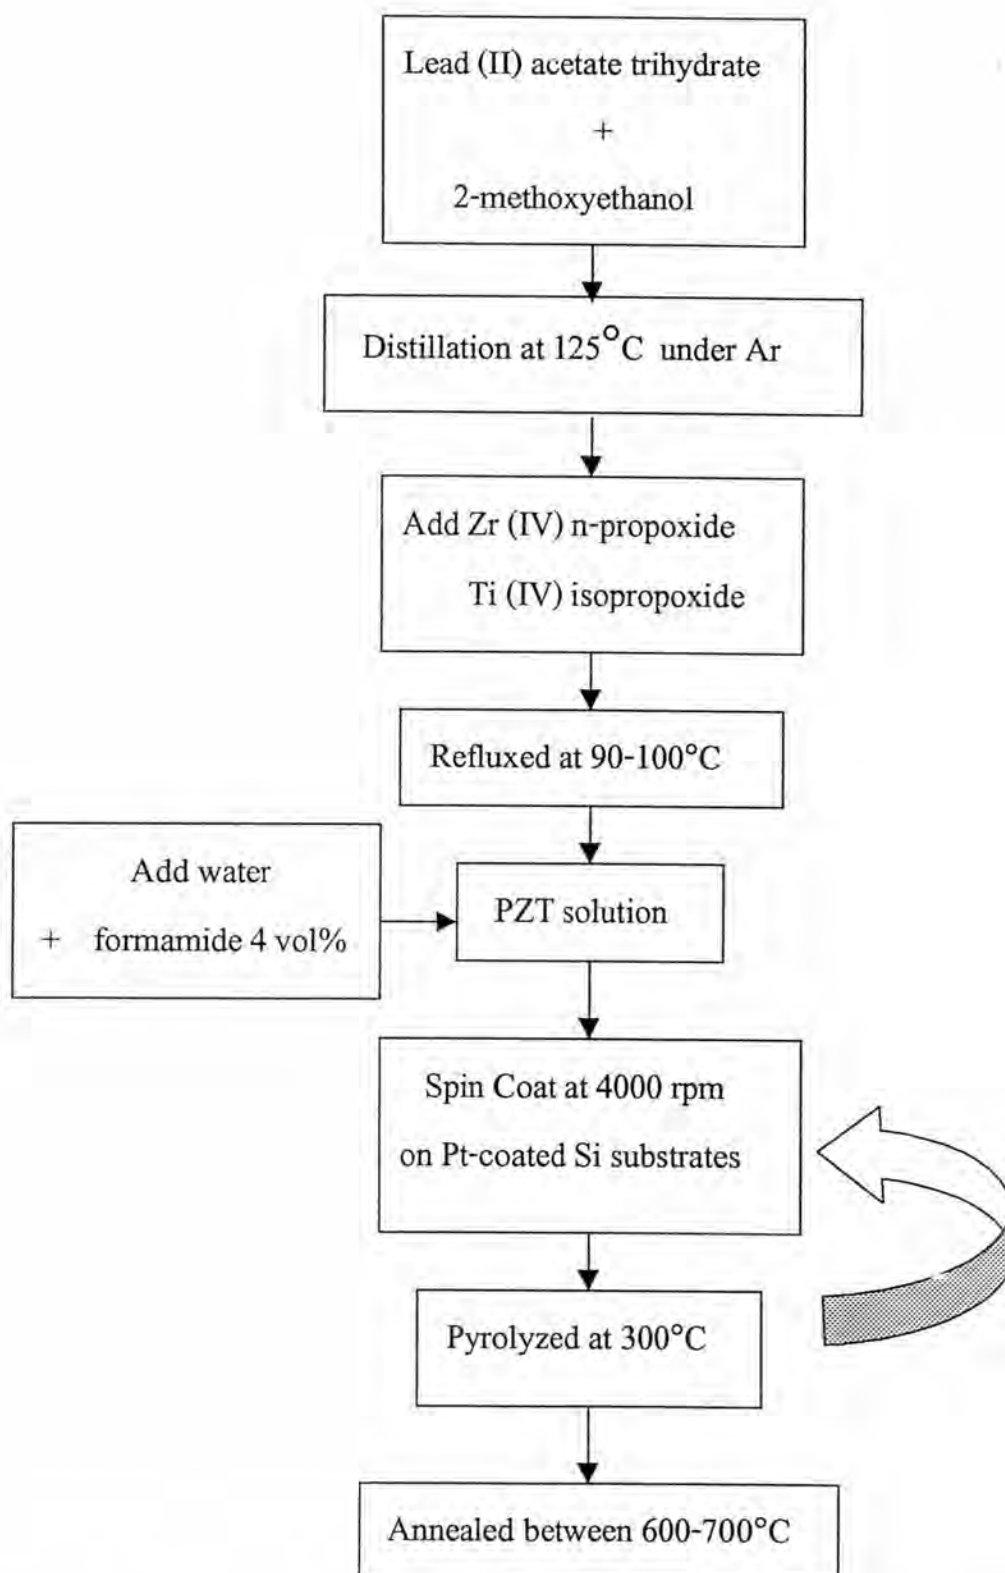 Lead (II) acetate trihydrate
+
2-methoxyethanol
Distillation at 125°C under Ar
Add Zr (IV) n-propoxide
Ti (IV) isopropoxide
Refluxed at 90-100°C
Add water
+ formamide 4 vol%
PZT solution
Spin Coat at 4000 rpm
on Pt-coated Si substrates
Pyrolyzed at 300°C
Annealed between 600-700°C